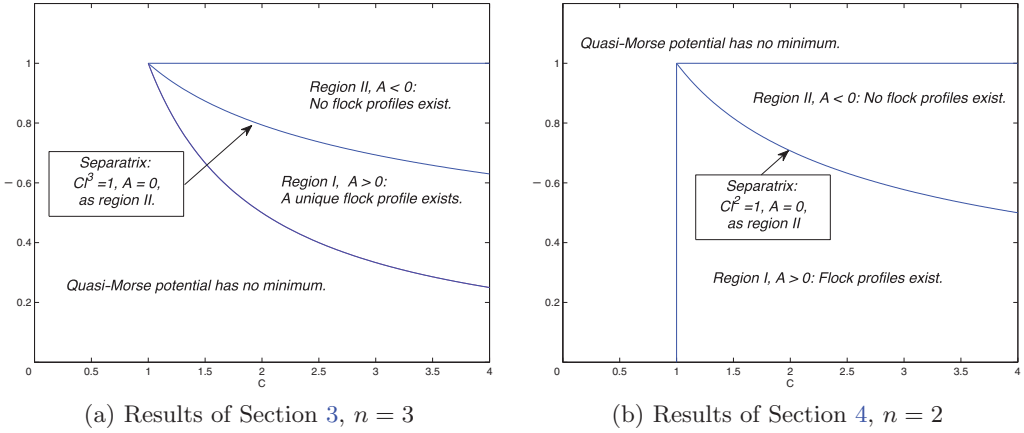 Quasi-Morse potential has no minimum.
1
Region II, A < 0:
No flock profiles exist.
0.8
Separatrix:
Cl³ =1, A = 0,
as region II.
Region I, A > 0:
A unique flock profile exists.
l
0.6
0.4
Quasi-Morse potential has no minimum.
0.2
0 0.5 1 1.5 2 2.5 3 3.5 4
C
(a) Results of Section 3, n = 3
1
Region II, A < 0: No flock profiles exist.
0.8
Separatrix:
Cl² =1, A = 0,
as region II
l
0.6
0.4
Region I, A > 0: Flock profiles exist.
0.2
0 0.5 1 1.5 2 2.5 3 3.5 4
C
(b) Results of Section 4, n = 2